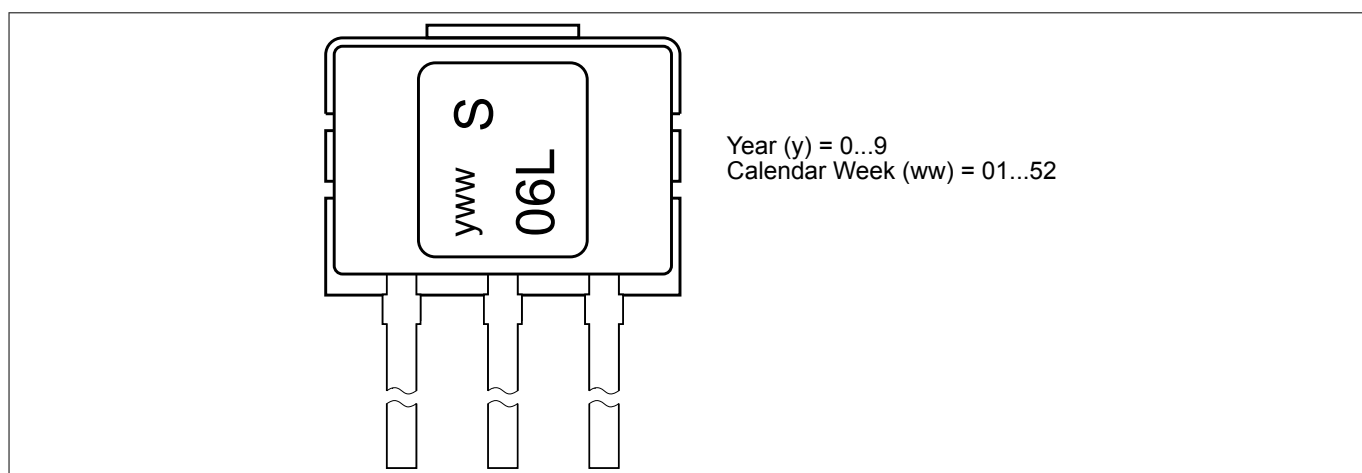 yww S
06L
Year (y) = 0...9
Calendar Week (ww) = 01...52